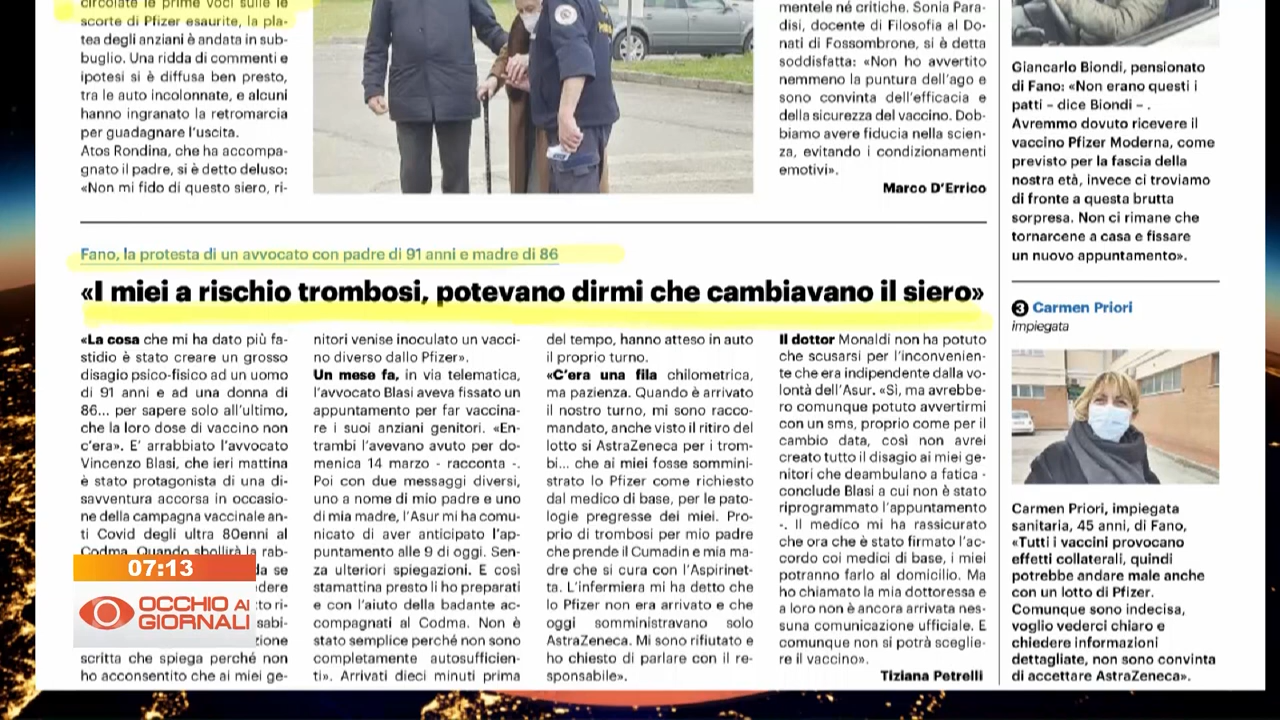 circolate le prime voci sulle le
scorte di Pfizer esaurite, la pla-
tea degli anziani è andata in sub-
buglio. Una ridda di commenti e
ipotesi si è diffusa ben presto,
tra le auto incolonnate, e alcuni
hanno ingranato la retromarcia
per guadagnare l'uscita.
Atos Rondina, che ha accompa-
gnato il padre, si è detto deluso:
«Non mi fido di questo siero, ri-
mentele né critiche. Sonia Para-
disi, docente di Filosofia al Do-
nati di Fossombrone, si è detta
soddisfatta: «Non ho avvertito
nemmeno la puntura dell'ago e
sono convinta dell'efficacia e
della sicurezza del vaccino. Dob-
biamo avere fiducia nella scien-
za, evitando i condizionamenti
emotivi».
Marco D'Errico
Giancarlo Biondi, pensionato
di Fano: «Non erano questi i
patti – dice Biondi – .
Avremmo dovuto ricevere il
vaccino Pfizer Moderna, come
previsto per la fascia della
nostra età, invece ci troviamo
di fronte a questa brutta
sorpresa. Non ci rimane che
tornarcene a casa e fissare
un nuovo appuntamento».
Fano, la protesta di un avvocato con padre di 91 anni e madre di 86
«I miei a rischio trombosi, potevano dirmi che cambiavano il siero»
«La cosa che mi ha dato più fa-
stidio è stato creare un grosso
disagio psico-fisico ad un uomo
di 91 anni e ad una donna di
86... per sapere solo all'ultimo,
che la loro dose di vaccino non
c'era». E' arrabbiato l'avvocato
Vincenzo Blasi, che ieri mattina
è stato protagonista di una di-
savventura accorsa in occasio-
ne della campagna vaccinale an-
ti Covid degli ultra 80enni al
Codma. Quando sbollirà la rab-
da se
dere
to ri-
sabi-
zione
scritta che spiega perché non
ho acconsentito che ai miei ge-
nitori venise inoculato un vacci-
no diverso dallo Pfizer».
Un mese fa, in via telematica,
l'avvocato Blasi aveva fissato un
appuntamento per far vaccina-
re i suoi anziani genitori. «En-
trambi l'avevano avuto per do-
menica 14 marzo - racconta -.
Poi con due messaggi diversi,
uno a nome di mio padre e uno
di mia madre, l'Asur mi ha comu-
nicato di aver anticipato l'ap-
puntamento alle 9 di oggi. Sen-
za ulteriori spiegazioni. E così
stamattina presto li ho preparati
e con l'aiuto della badante ac-
compagnati al Codma. Non è
stato semplice perché non sono
completamente autosufficien-
ti». Arrivati dieci minuti prima
del tempo, hanno atteso in auto
il proprio turno.
«C'era una fila chilometrica,
ma pazienza. Quando è arrivato
il nostro turno, mi sono racco-
mandato, anche visto il ritiro del
lotto si AstraZeneca per i trom-
bi... che ai miei fosse sommini-
strato lo Pfizer come richiesto
dal medico di base, per le pato-
logie pregresse dei miei. Pro-
prio di trombosi per mio padre
che prende il Cumadin e mia ma-
dre che si cura con l'Aspirinet-
ta. L'infermiera mi ha detto che
lo Pfizer non era arrivato e che
oggi somministravano solo
AstraZeneca. Mi sono rifiutato e
ho chiesto di parlare con il re-
sponsabile».
Il dottor Monaldi non ha potuto
che scusarsi per l'inconvenien-
te che era indipendente dalla vo-
lontà dell'Asur. «Sì, ma avrebbe-
ro comunque potuto avvertirmi
con un sms, proprio come per il
cambio data, così non avrei
creato tutto il disagio ai miei ge-
nitori che deambulano a fatica -
conclude Blasi a cui non è stato
riprogrammato l'appuntamento
-. Il medico mi ha rassicurato
che ora che è stato firmato l'ac-
cordo coi medici di base, i miei
potranno farlo al domicilio. Ma
ho chiamato la mia dottoressa e
a loro non è ancora arrivata nes-
suna comunicazione ufficiale. E
comunque non si potrà sceglie-
re il vaccino».
Tiziana Petrelli
3 Carmen Priori
impiegata
Carmen Priori, impiegata
sanitaria, 45 anni, di Fano,
«Tutti i vaccini provocano
effetti collaterali, quindi
potrebbe andare male anche
con un lotto di Pfizer.
Comunque sono indecisa,
voglio vederci chiaro e
chiedere informazioni
dettagliate, non sono convinta
di accettare AstraZeneca».
07:13
OCCHIO AI
GIORNALI